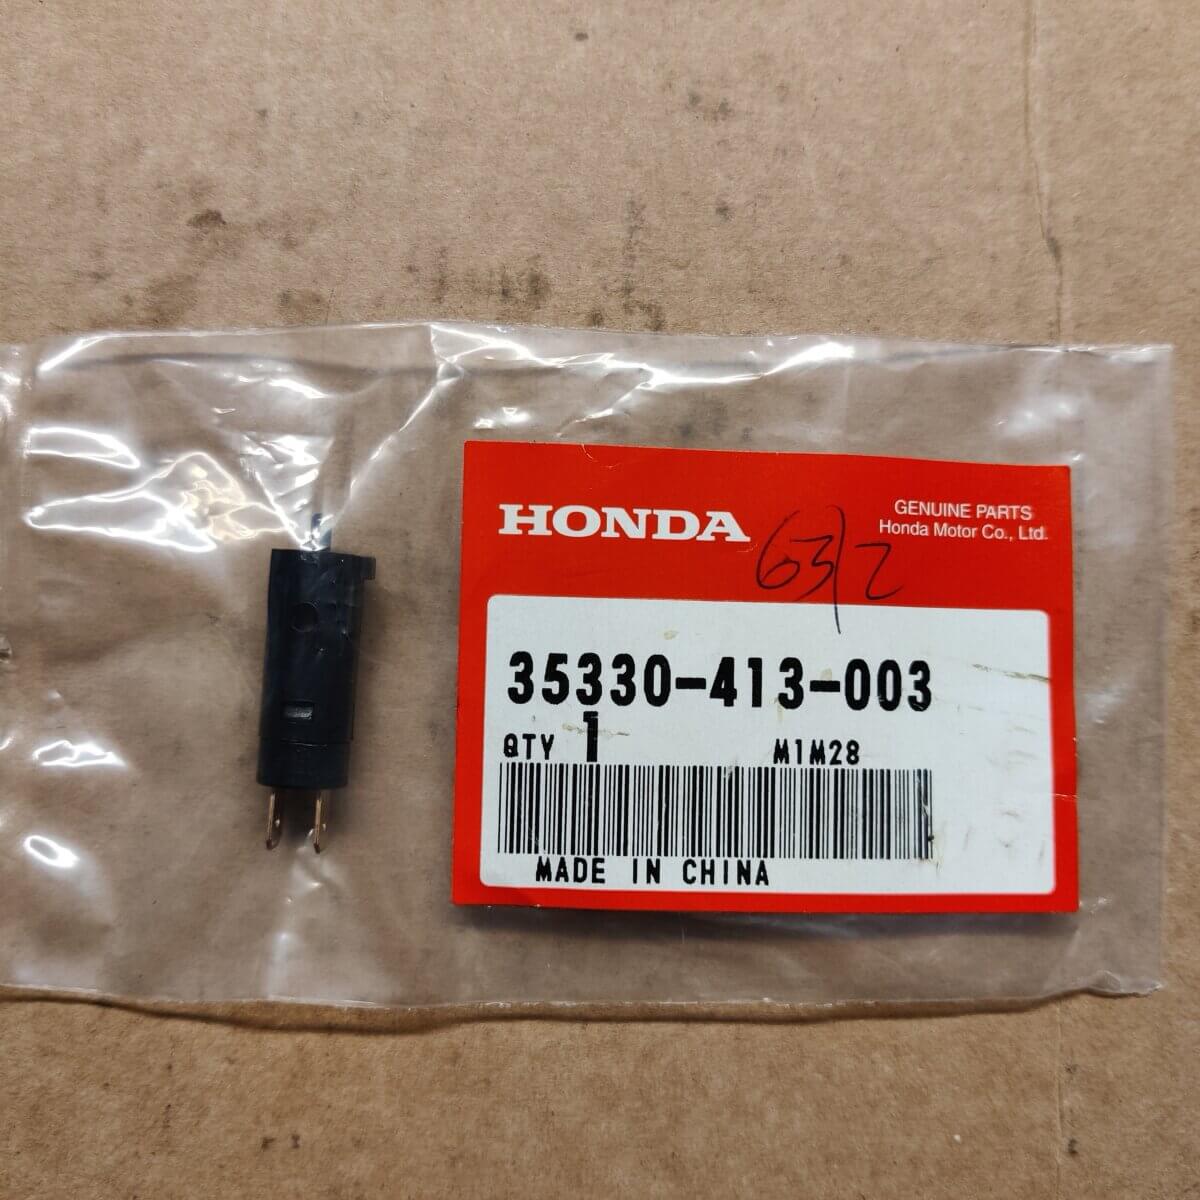 HONDA
GENUINE PARTS
Honda Motor Co., Ltd.
63/2
35330-413-003
QTY 1 M1M28
MADE IN CHINA